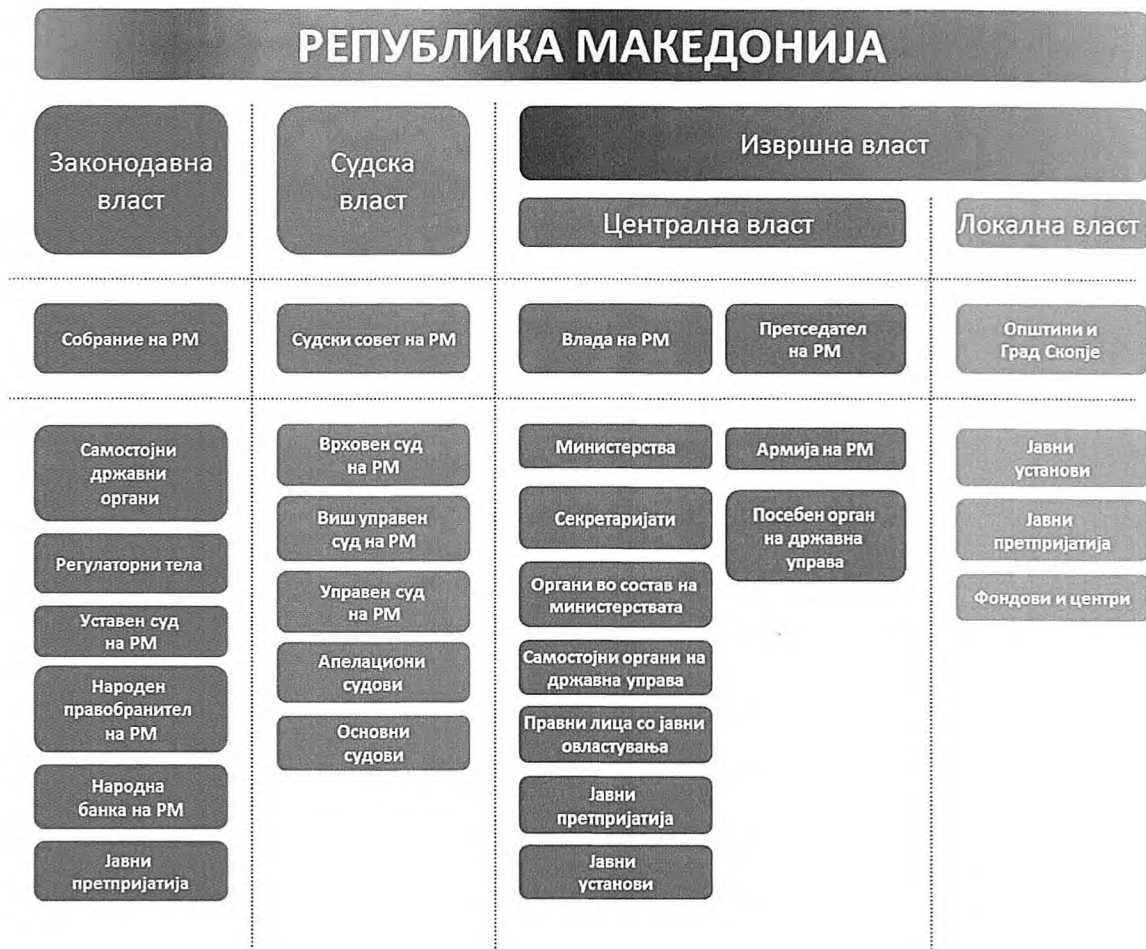 РЕПУБЛИКА МАКЕДОНИЈА
Законодавна
власт
Судска
власт
Извршна власт
Централна власт
Локална власт
Собрание на РМ
Судски совет на РМ
Влада на РМ
Претседател
на РМ
Општини и
Град Скопје
Самостојни
државни
органи
Регулаторни тела
Уставен суд
на РМ
Народен
правобранител
на РМ
Народна
банка на РМ
Јавни
претпријатија
Врховен суд
на РМ
Виш управен
суд на РМ
Управен суд
на РМ
Апелациони
судови
Основни
судови
Министерства
Секретаријати
Органи во состав на
министерствата
Самостојни органи на
државна управа
Правни лица со јавни
овластувања
Јавни
претпријатија
Јавни
установи
Армија на РМ
Посебен орган
на државна
управа
Јавни
установи
Јавни
претпријатија
Фондови и центри